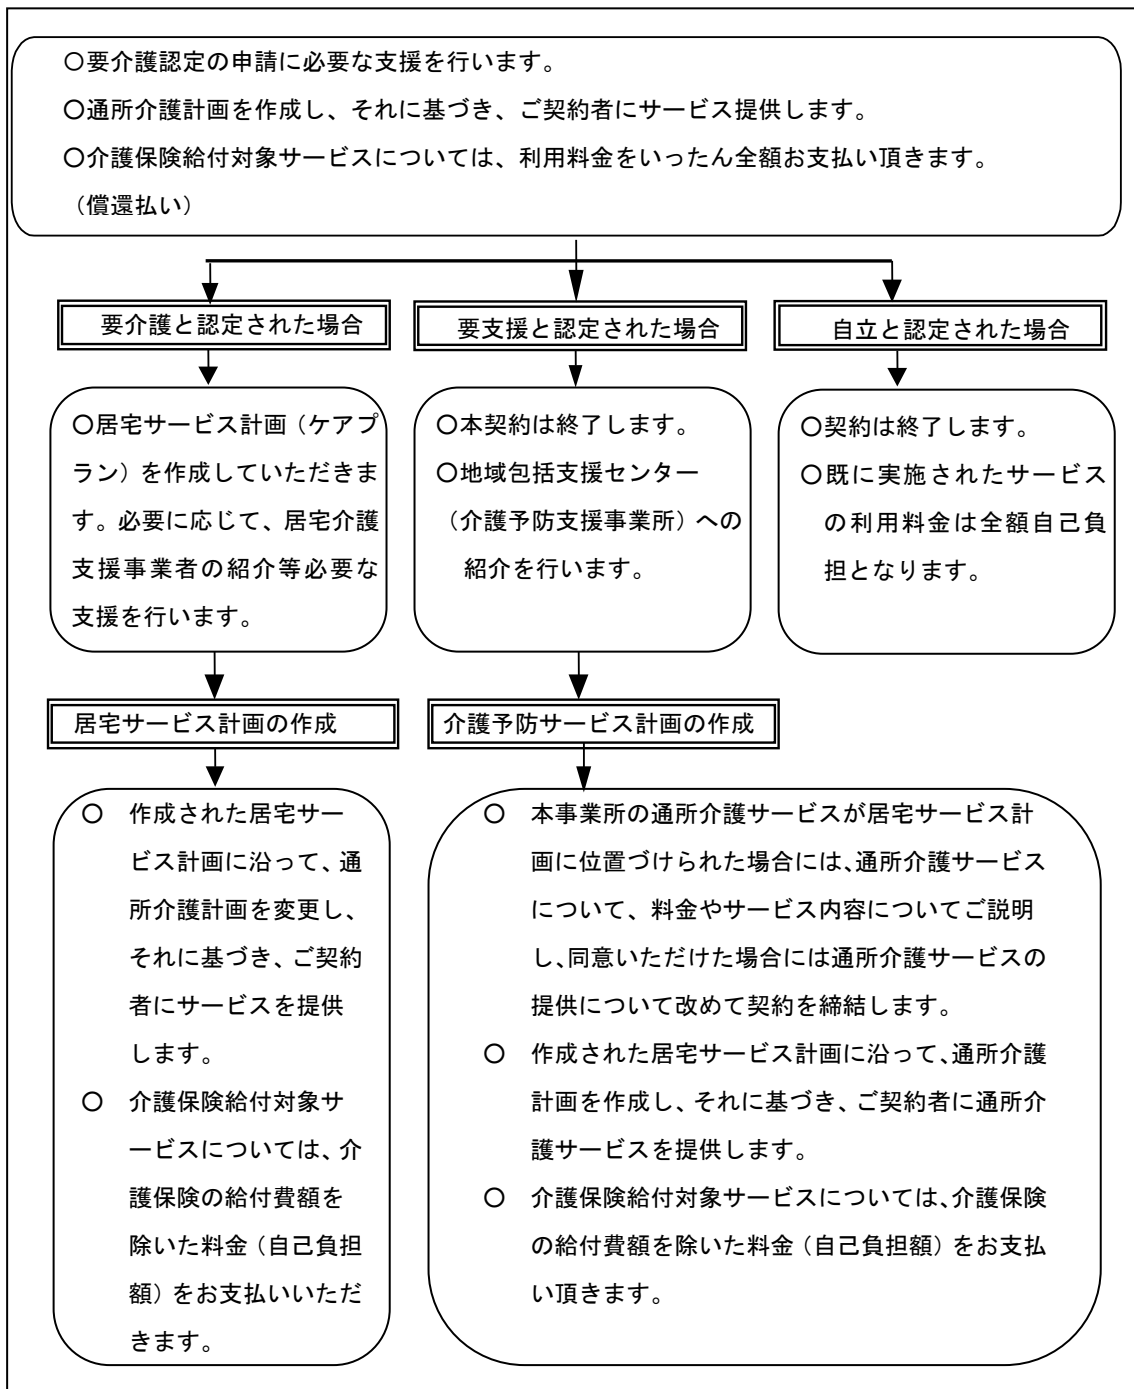 ○要介護認定の申請に必要な支援を行います。
○通所介護計画を作成し、それに基づき、ご契約者にサービス提供します。
○介護保険給付対象サービスについては、利用料金をいったん全額お支払い頂きます。
（償還払い）
要介護と認定された場合
要支援と認定された場合
自立と認定された場合
○居宅サービス計画（ケアプ
ラン）を作成していただきま
す。必要に応じて、居宅介護
支援事業者の紹介等必要な
支援を行います。
○本契約は終了します。
○地域包括支援センター
（介護予防支援事業所）への
紹介を行います。
○契約は終了します。
○既に実施されたサービス
の利用料金は全額自己負
担となります。
居宅サービス計画の作成
介護予防サービス計画の作成
○ 作成された居宅サー
ビス計画に沿って、通
所介護計画を変更し、
それに基づき、ご契約
者にサービスを提供
します。
○ 介護保険給付対象サ
ービスについては、介
護保険の給付費額を
除いた料金（自己負担
額）をお支払いいただ
きます。
○ 本事業所の通所介護サービスが居宅サービス計
画に位置づけられた場合には、通所介護サービス
について、料金やサービス内容についてご説明
し、同意いただけた場合には通所介護サービスの
提供について改めて契約を締結します。
○ 作成された居宅サービス計画に沿って、通所介護
計画を作成し、それに基づき、ご契約者に通所介
護サービスを提供します。
○ 介護保険給付対象サービスについては、介護保険
の給付費額を除いた料金（自己負担額）をお支払
い頂きます。